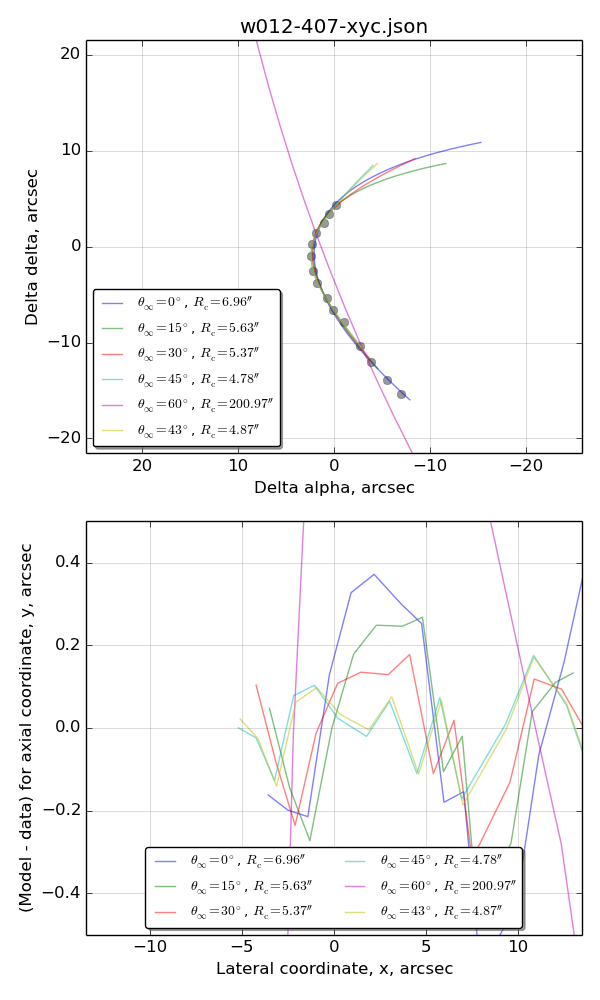 w012-407-xyc.json
20
10
0
−10
−20
Delta delta, arcsec
θ∞=0°, Rc=6.96″
θ∞=15°, Rc=5.63″
θ∞=30°, Rc=5.37″
θ∞=45°, Rc=4.78″
θ∞=60°, Rc=200.97″
θ∞=43°, Rc=4.87″
20 10 0 −10 −20
Delta alpha, arcsec
0.4
0.2
0.0
−0.2
−0.4
(Model - data) for axial coordinate, y, arcsec
θ∞=0°, Rc=6.96″ θ∞=45°, Rc=4.78″
θ∞=15°, Rc=5.63″ θ∞=60°, Rc=200.97″
θ∞=30°, Rc=5.37″ θ∞=43°, Rc=4.87″
−10 −5 0 5 10
Lateral coordinate, x, arcsec